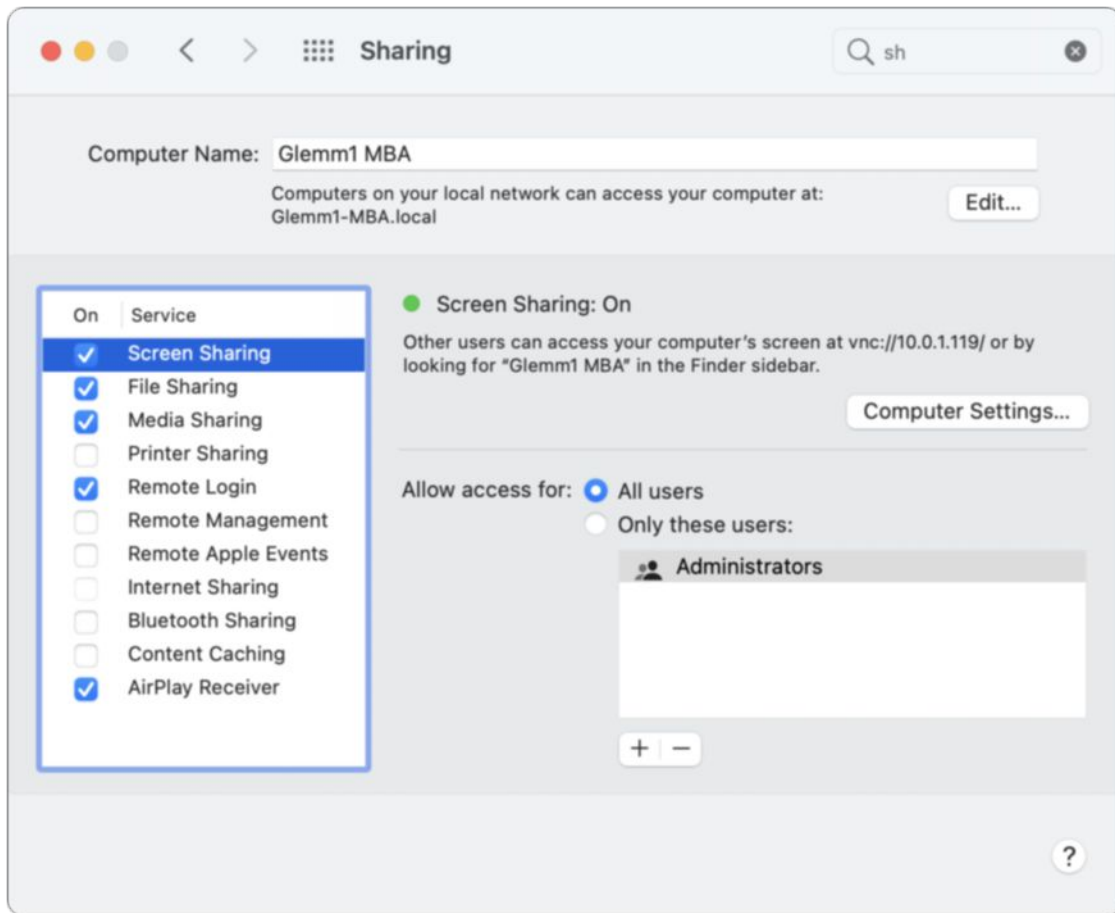 Sharing
sh
Computer Name: Glemm1 MBA
Computers on your local network can access your computer at:
Glemm1-MBA.local
Edit...
On Service
Screen Sharing
File Sharing
Media Sharing
Printer Sharing
Remote Login
Remote Management
Remote Apple Events
Internet Sharing
Bluetooth Sharing
Content Caching
AirPlay Receiver
Screen Sharing: On
Other users can access your computer’s screen at vnc://10.0.1.119/ or by
looking for “Glemm1 MBA” in the Finder sidebar.
Computer Settings...
Allow access for: All users
Only these users:
Administrators
+ −
?